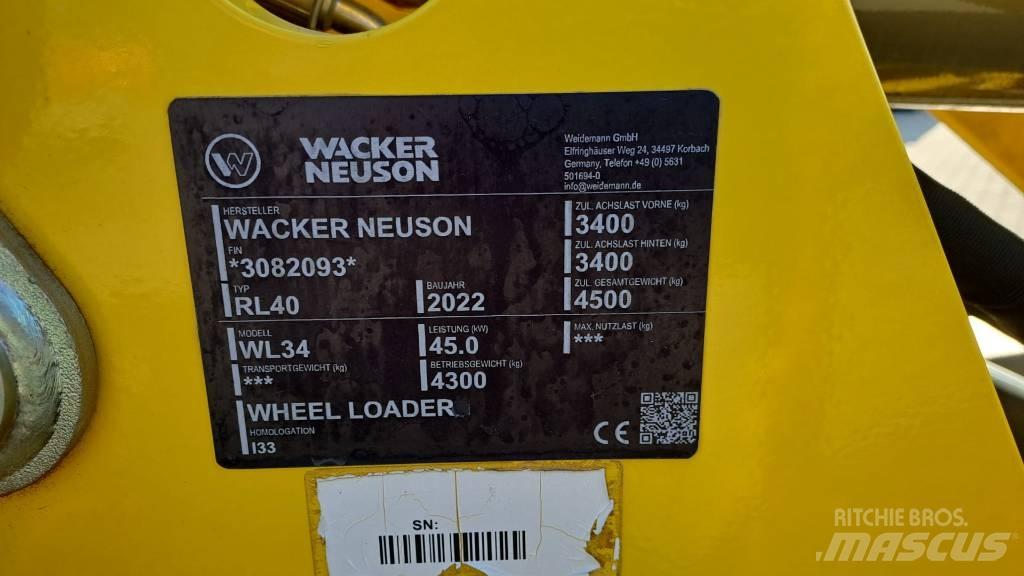 WACKER
NEUSON
Weidemann GmbH
Elfringhäuser Weg 24, 34497 Korbach
Germany, Telefon +49 (0) 5631
501694-0
info@weidemann.de
HERSTELLER
WACKER NEUSON
FIN
*3082093*
TYP
RL40
BAUJAHR
2022
ZUL. ACHSLAST VORNE (kg)
3400
ZUL. ACHSLAST HINTEN (kg)
3400
ZUL. GESAMTGEWICHT (kg)
4500
MODELL
WL34
LEISTUNG (kW)
45.0
MAX. NUTZLAST (kg)
***
TRANSPORTGEWICHT (kg)
***
BETRIEBSGEWICHT (kg)
4300
WHEEL LOADER
HOMOLOGATION
I33
CE
SN:
RITCHIE BROS.
MASCUS